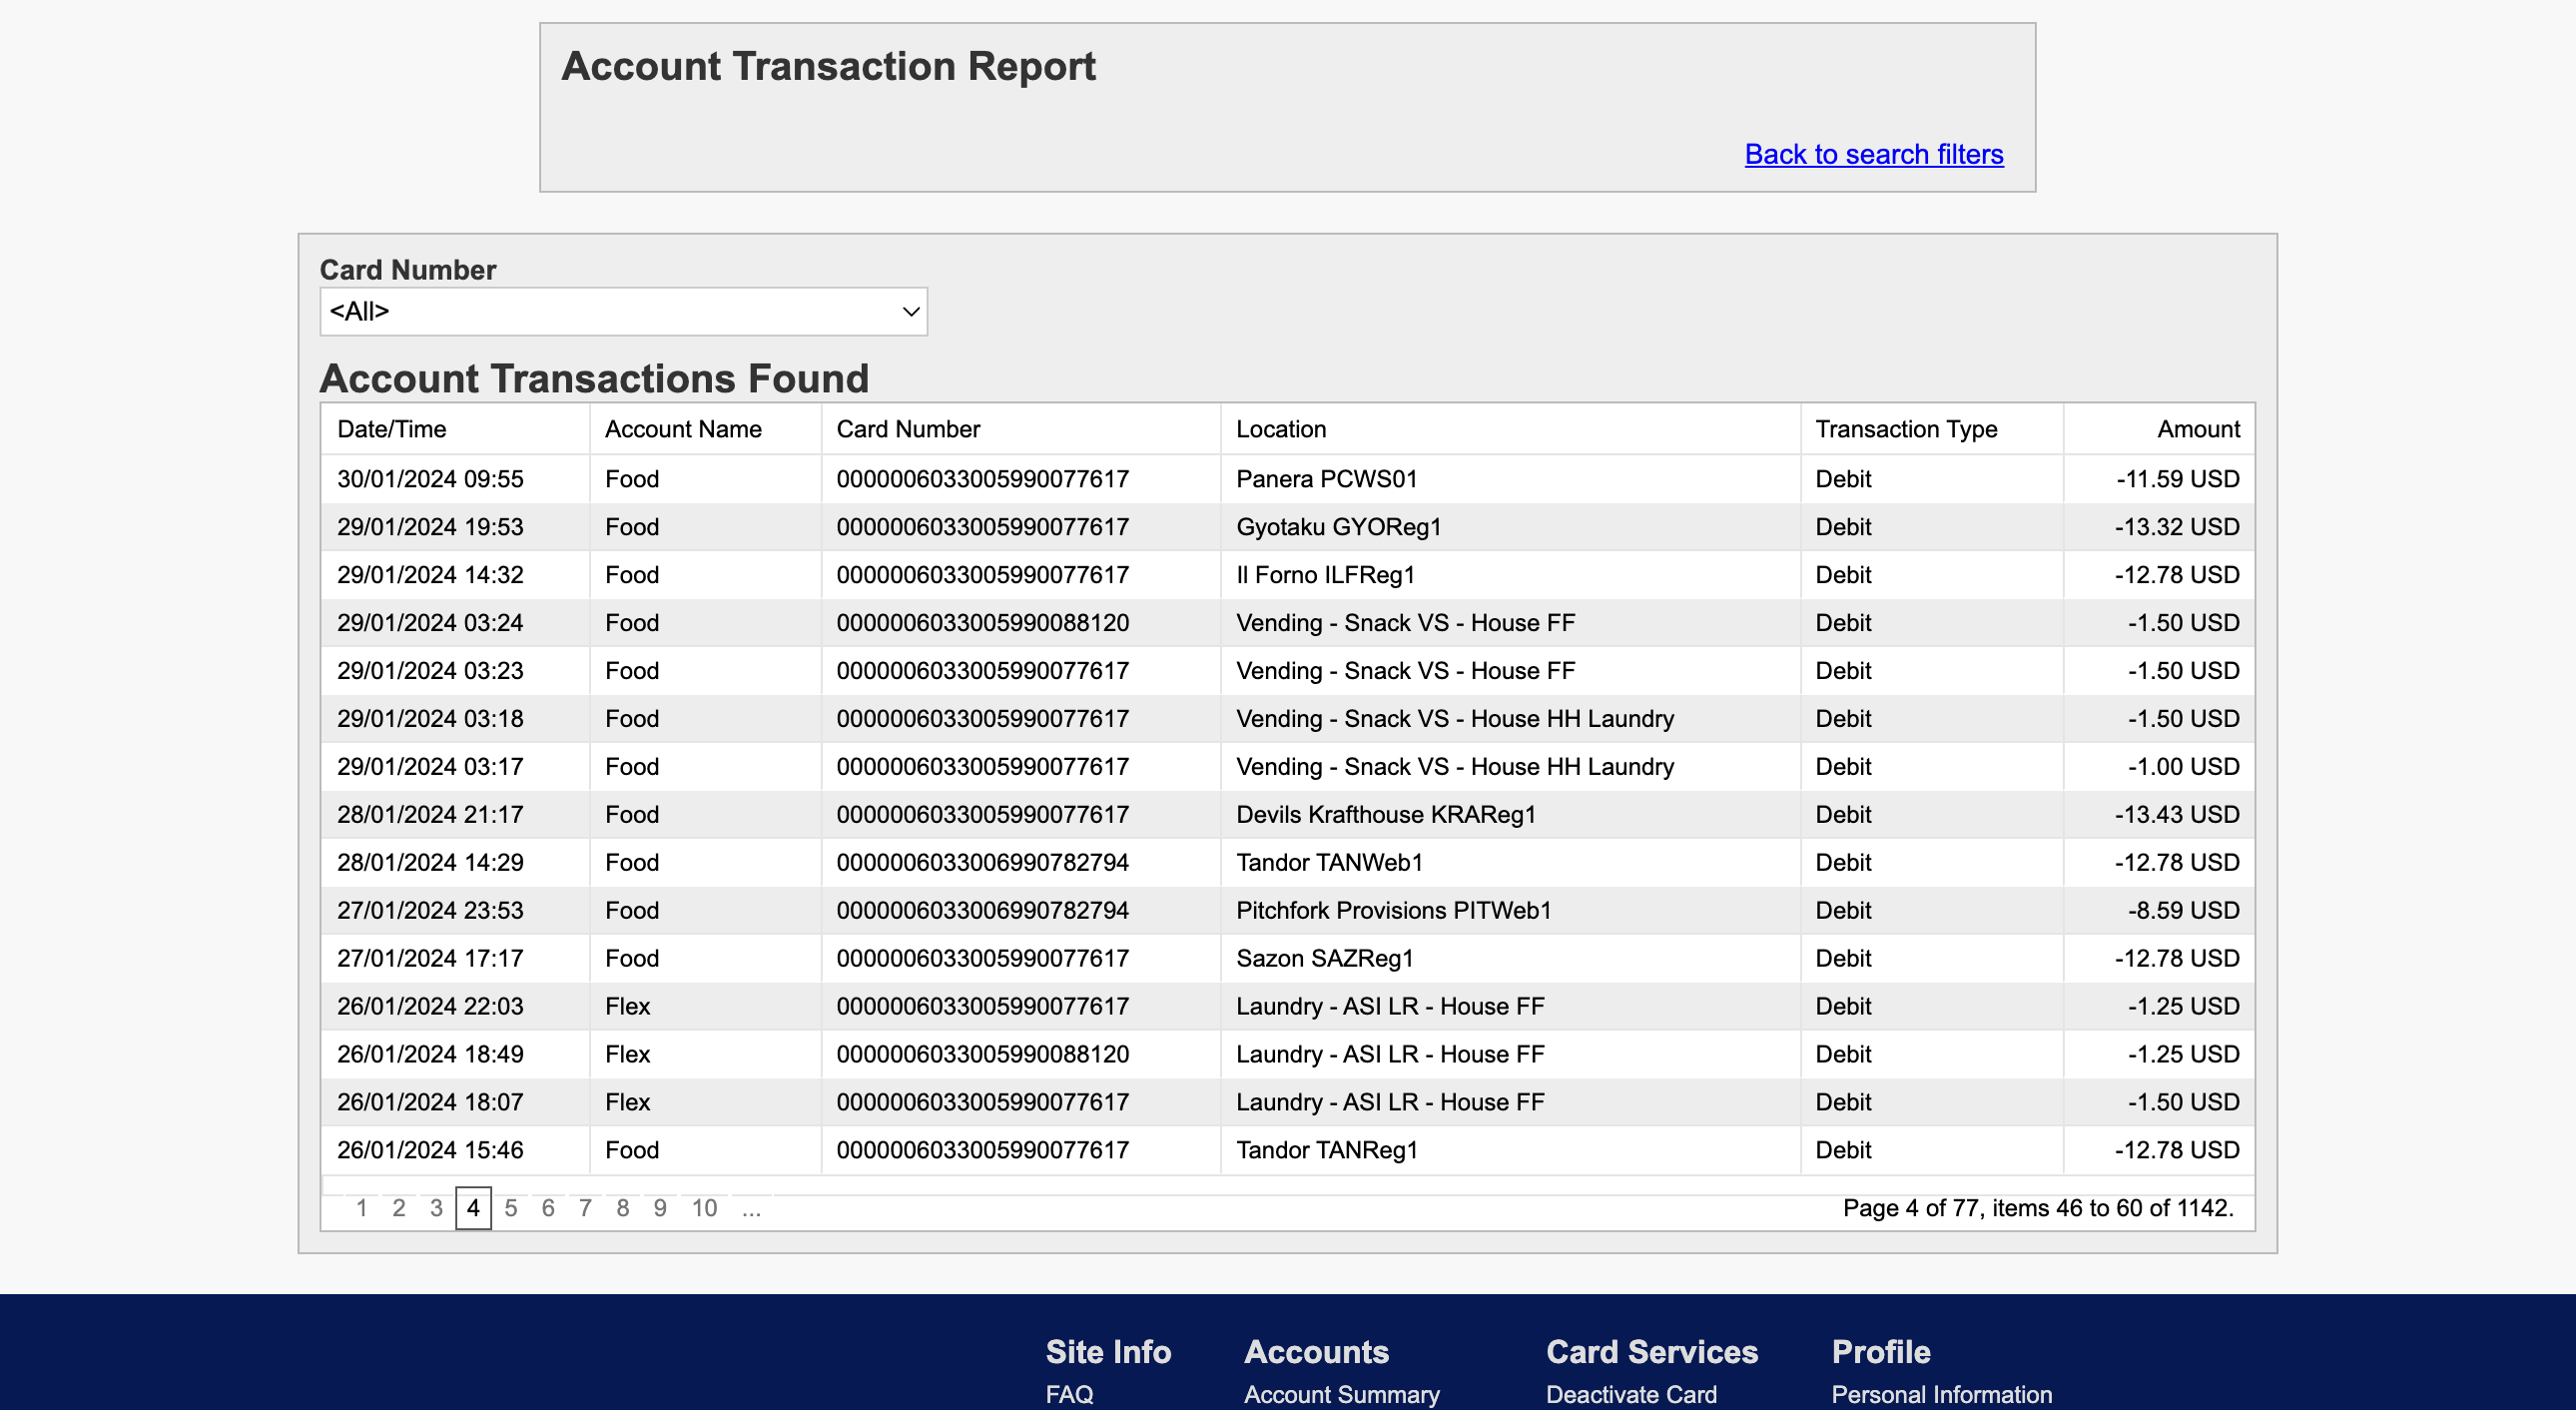 Account Transaction Report
Back to search filters
Card Number
<All>
Account Transactions Found
Date/Time Account Name Card Number Location Transaction Type Amount
30/01/2024 09:55 Food 0000006033005990077617 Panera PCWS01 Debit -11.59 USD
29/01/2024 19:53 Food 0000006033005990077617 Gyotaku GYOReg1 Debit -13.32 USD
29/01/2024 14:32 Food 0000006033005990077617 Il Forno ILFReg1 Debit -12.78 USD
29/01/2024 03:24 Food 0000006033005990088120 Vending - Snack VS - House FF Debit -1.50 USD
29/01/2024 03:23 Food 0000006033005990077617 Vending - Snack VS - House FF Debit -1.50 USD
29/01/2024 03:18 Food 0000006033005990077617 Vending - Snack VS - House HH Laundry Debit -1.50 USD
29/01/2024 03:17 Food 0000006033005990077617 Vending - Snack VS - House HH Laundry Debit -1.00 USD
28/01/2024 21:17 Food 0000006033005990077617 Devils Krafthouse KRAReg1 Debit -13.43 USD
28/01/2024 14:29 Food 0000006033006990782794 Tandor TANWeb1 Debit -12.78 USD
27/01/2024 23:53 Food 0000006033006990782794 Pitchfork Provisions PITWeb1 Debit -8.59 USD
27/01/2024 17:17 Food 0000006033005990077617 Sazon SAZReg1 Debit -12.78 USD
26/01/2024 22:03 Flex 0000006033005990077617 Laundry - ASI LR - House FF Debit -1.25 USD
26/01/2024 18:49 Flex 0000006033005990088120 Laundry - ASI LR - House FF Debit -1.25 USD
26/01/2024 18:07 Flex 0000006033005990077617 Laundry - ASI LR - House FF Debit -1.50 USD
26/01/2024 15:46 Food 0000006033005990077617 Tandor TANReg1 Debit -12.78 USD
1 2 3 4 5 6 7 8 9 10 ... Page 4 of 77, items 46 to 60 of 1142.
Site Info Accounts Card Services Profile
FAQ Account Summary Deactivate Card Personal Information